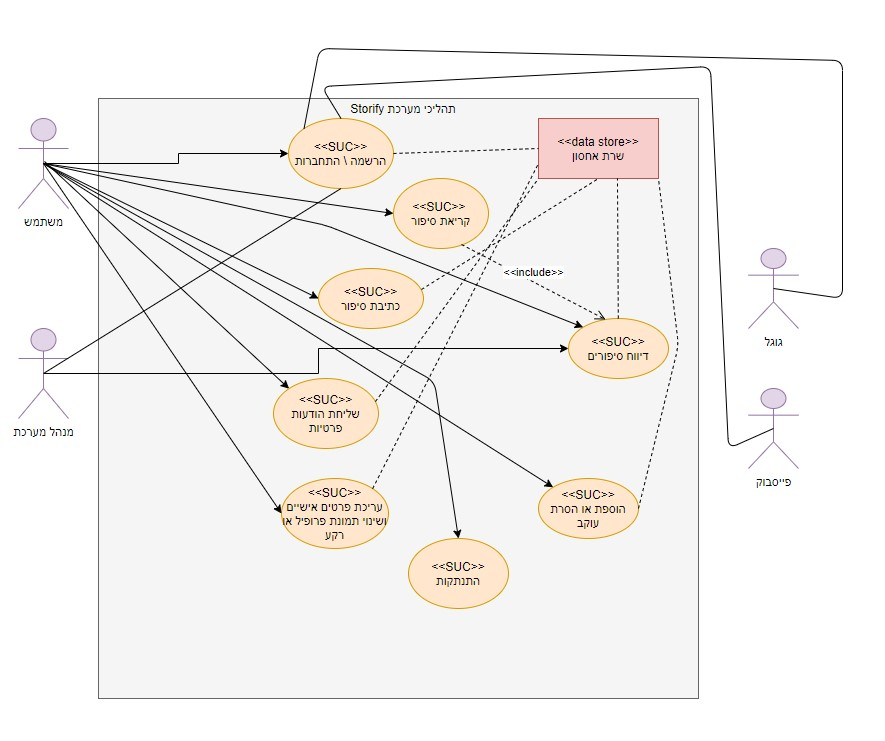 תהליכי מערכת Storify
<<SUC>>
הרשמה \ התחברות
<<data store>>
שרת אחסון
<<SUC>>
קריאת סיפור
משתמש
<<include>>
<<SUC>>
כתיבת סיפור
<<SUC>>
דיווח סיפורים
גוגל
<<SUC>>
שליחת הודעות
פרטיות
מנהל מערכת
<<SUC>>
עריכת פרטים אישיים
ושינוי תמונת פרופיל או
רקע
<<SUC>>
הוספת או הסרת
עוקב
פייסבוק
<<SUC>>
התנתקות